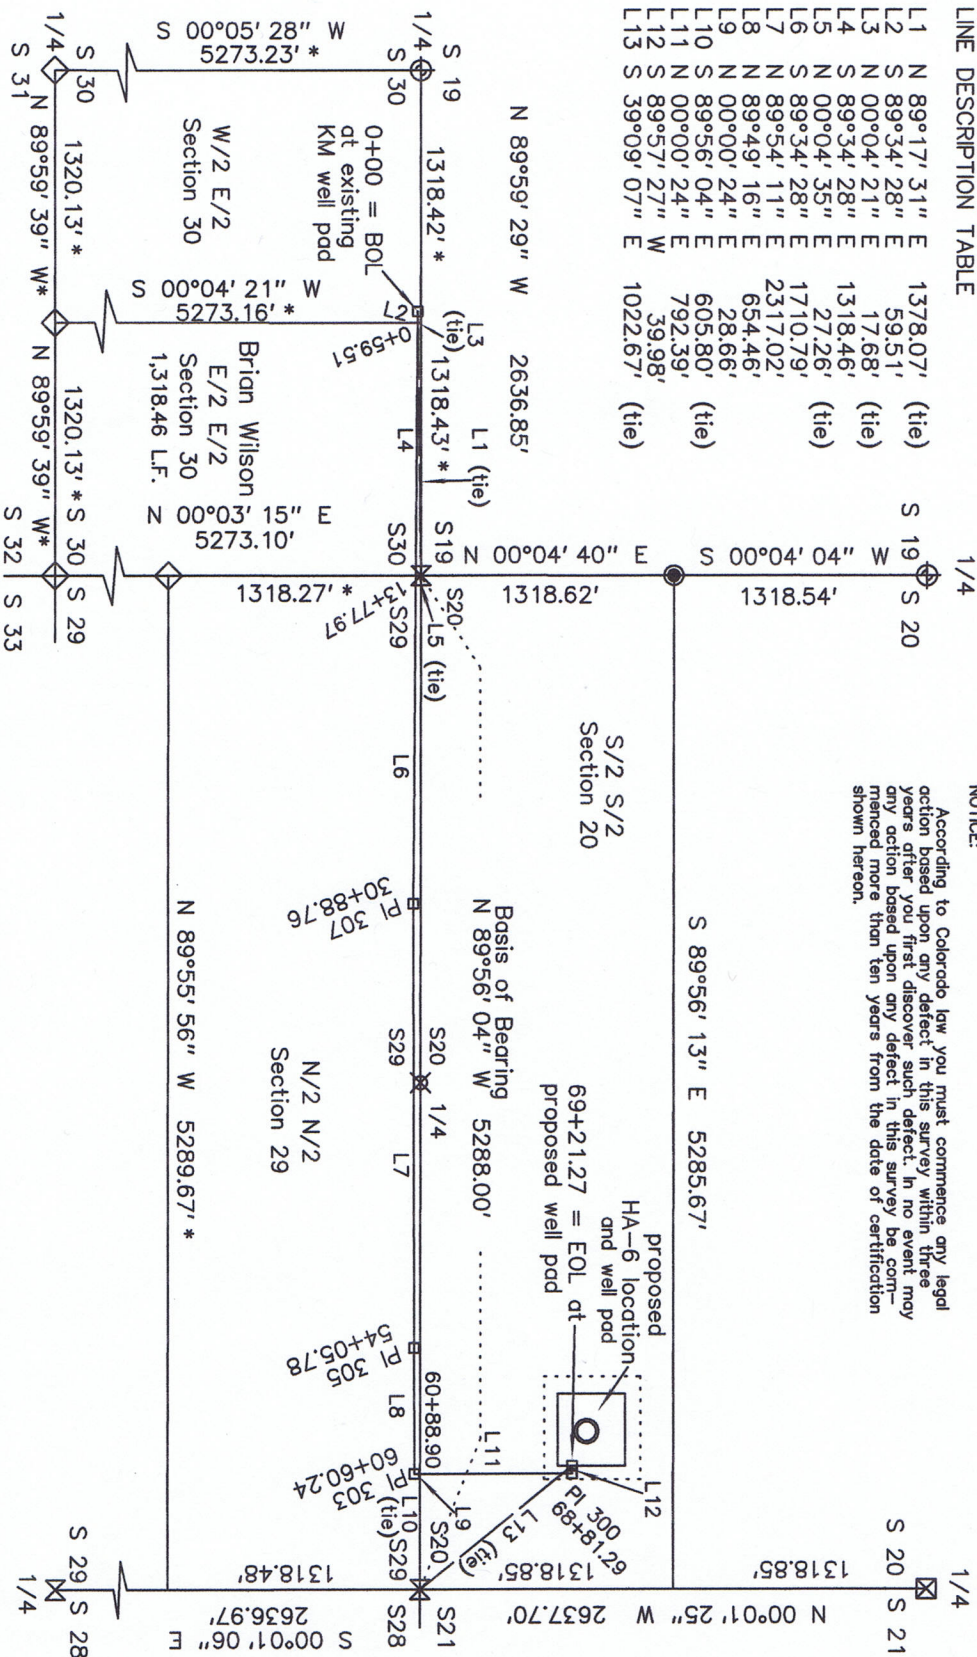 LINE DESCRIPTION TABLE
L1 N 89°17'31" E 1378.07' (tie)
L2 S 89°34'28" E 59.51'
L3 N 00°04'21" E 17.68' (tie)
L4 S 89°34'28" E 1318.46'
L5 N 00°04'35" E 27.26' (tie)
L6 S 89°34'28" E 1710.79'
L7 N 89°54'11" E 2317.02'
L8 N 89°49'16" E 654.46'
L9 N 00°00'24" E 28.66'
L10 S 89°56'04" E 605.80' (tie)
L11 N 00°00'24" E 792.39'
L12 S 89°57'27" W 39.98'
L13 S 39°09'07" E 1022.67' (tie)
NOTICE:
According to Colorado law you must commence any legal
action based upon any defect in this survey within three
years after you first discover such defect. In no event may
any action based upon any defect in this survey be com-
menced more than ten years from the date of certification
shown hereon.
1/4
S 19
S 20
S 00°04'04" W
1318.54'
N 00°04'40" E
1318.62'
1/4
S 20
S 21
1318.85'
N 00°01'25" W 2637.70'
1318.85'
S 89°56'13" E 5285.67'
S/2 S/2
Section 20
proposed
HA-6 location
and well pad
69+21.27 = EOL at
proposed well pad
L12
PI 300
68+81.29
L13 (tie)
L11
Basis of Bearing
N 89°56'04" W 5288.00'
N 89°59'29" W 2636.85'
S 19
1/4
S 30
1318.42' *
L3
(tie)
1318.43' *
L1 (tie)
S19
S30
S20
S29
L5 (tie)
13+77.97
0+00 = BOL
at existing
KM well pad
L2
0+59.51
L4
L6
PI 307
30+88.76
S20
1/4
S29
L7
PI 305
54+05.78
L8
60+88.90
PI 303
60+60.24
L9
L10
(tie)
S20
S21
S29
S28
S 00°05'28" W
5273.23' *
W/2 E/2
Section 30
S 00°04'21" W
5273.16' *
Brian Wilson
E/2 E/2
Section 30
1,318.46 L.F.
N 00°03'15" E
5273.10'
1318.27' *
N/2 N/2
Section 29
N 89°55'56" W 5289.67' *
1318.48'
S 00°01'06" E
2636.97'
S 30
1/4
S 31
1320.13' *
N 89°59'39" W*
1320.13' *
N 89°59'39" W*
S 30
S 29
S 32
S 33
S 29
S 28
1/4